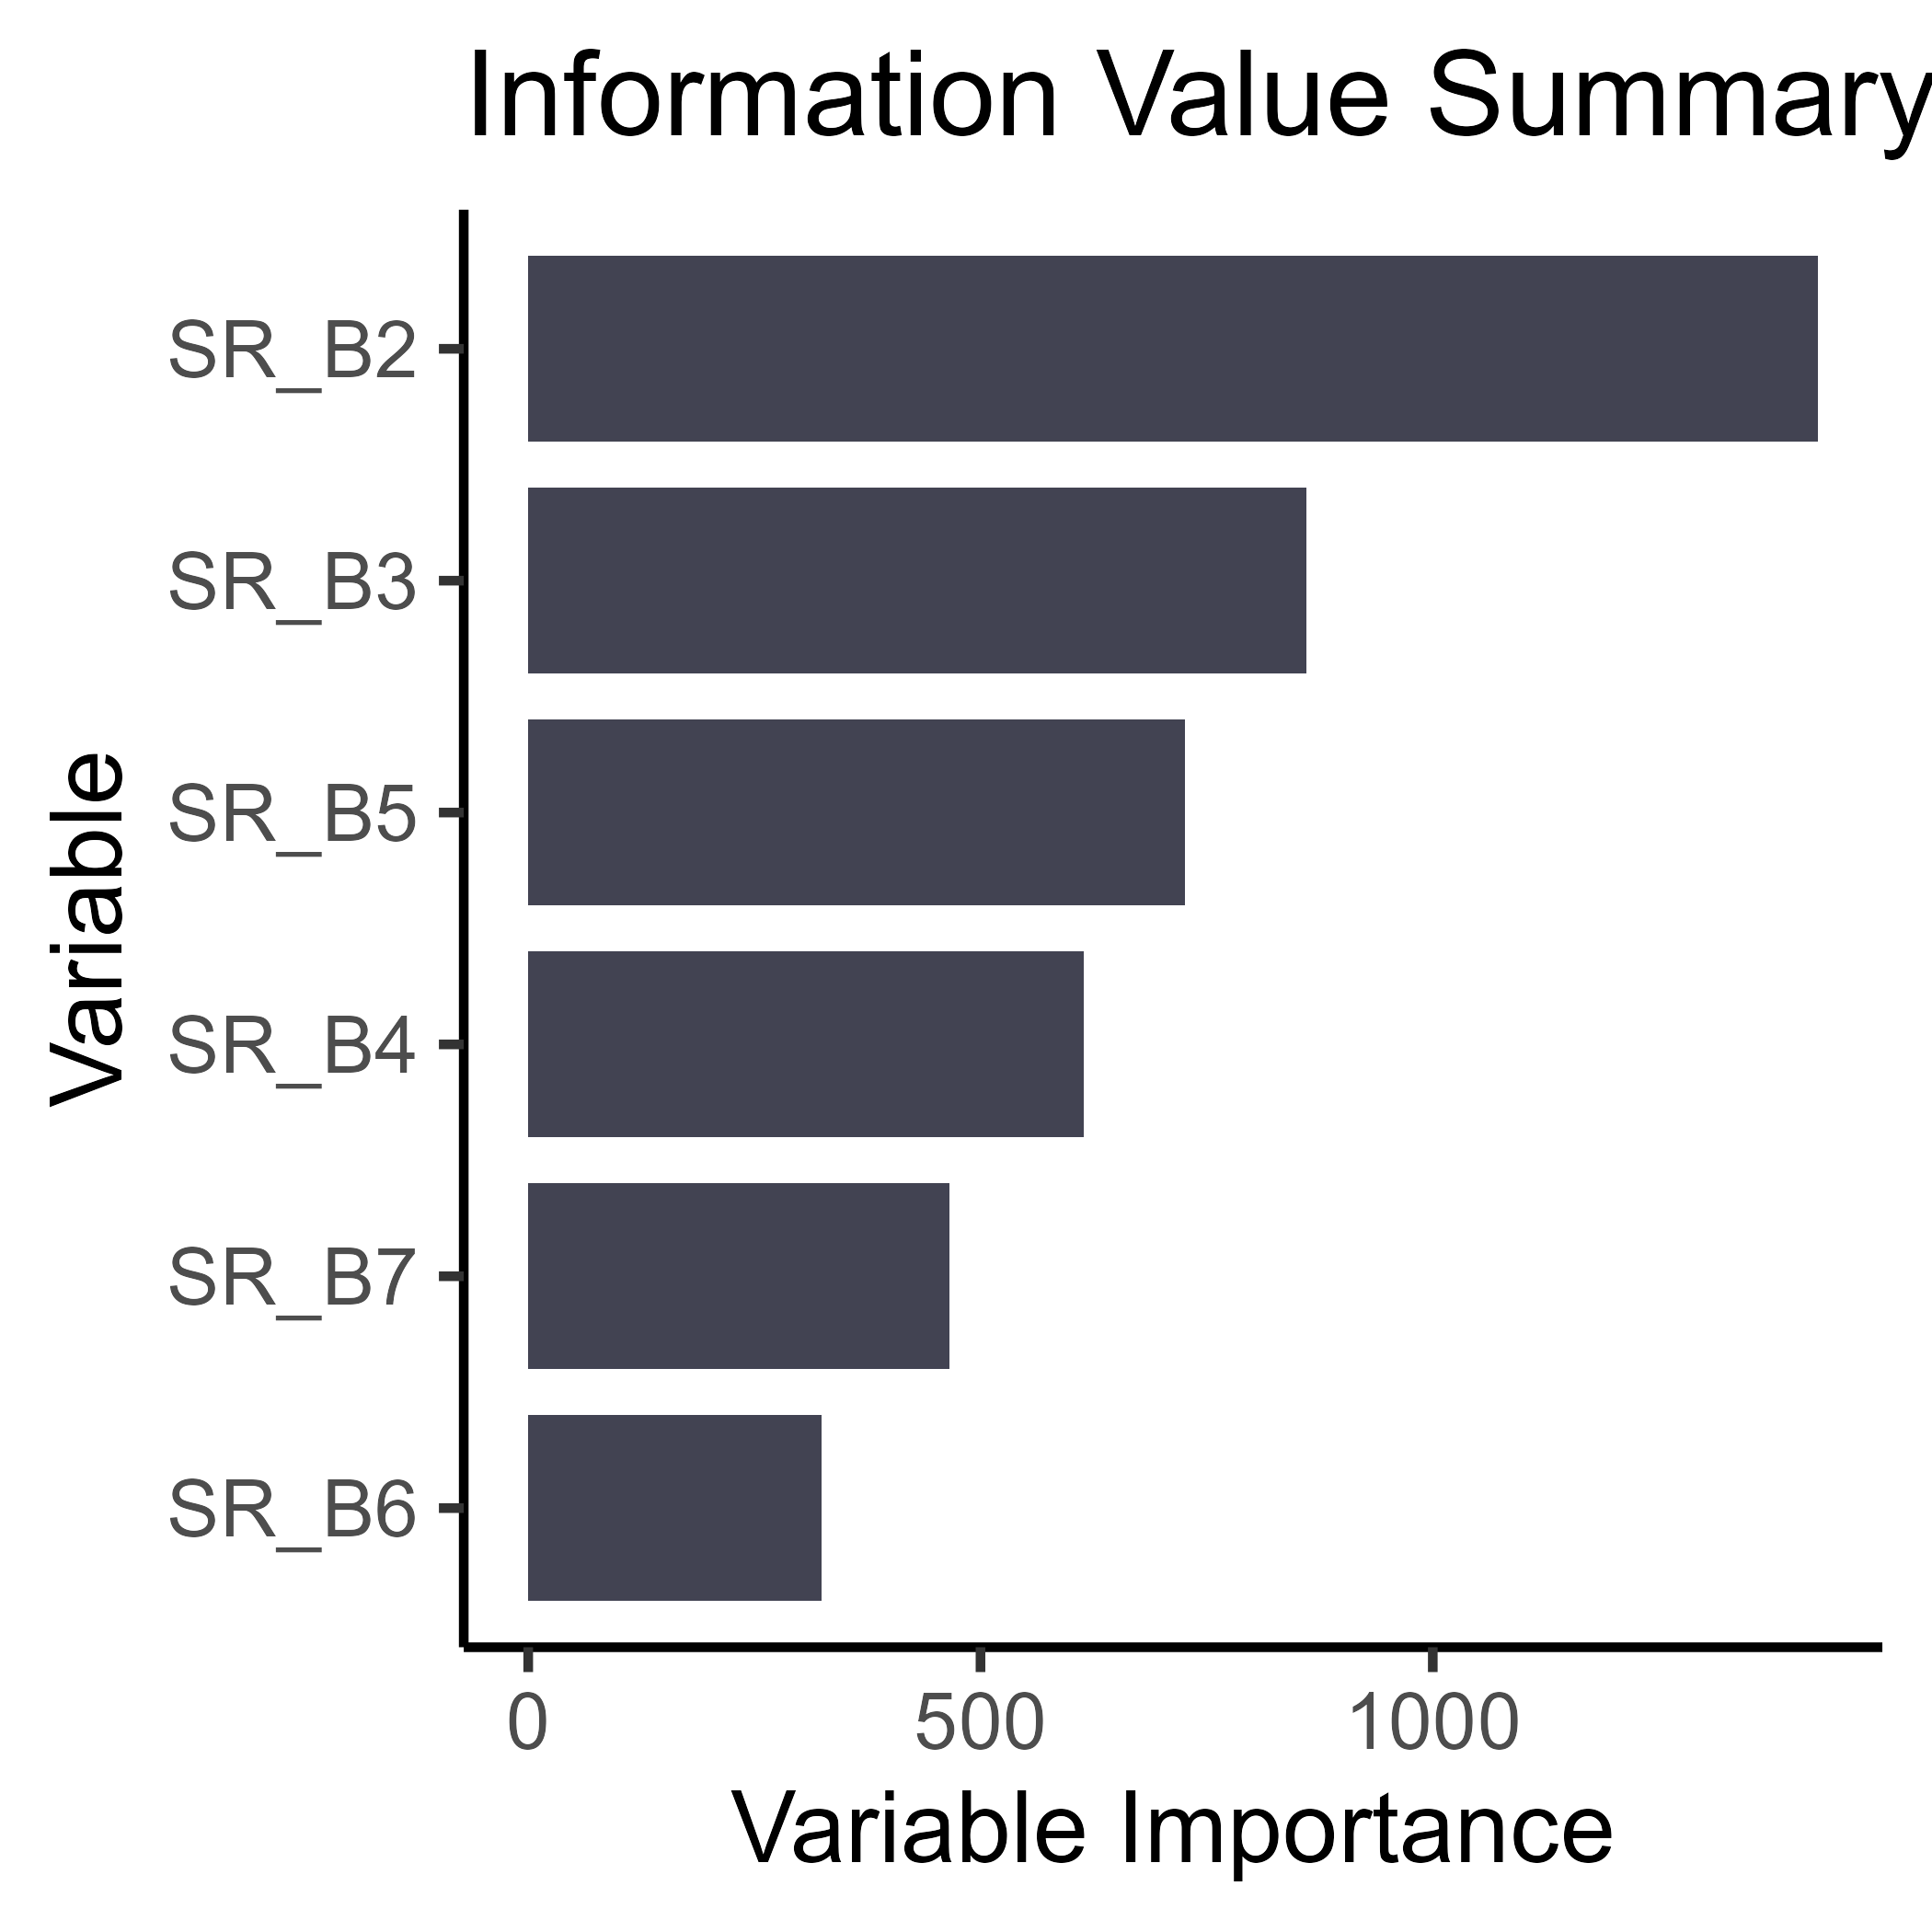 Information Value Summary
SR_B2
SR_B3
SR_B5
SR_B4
SR_B7
SR_B6
Variable
0 500 1000
Variable Importance